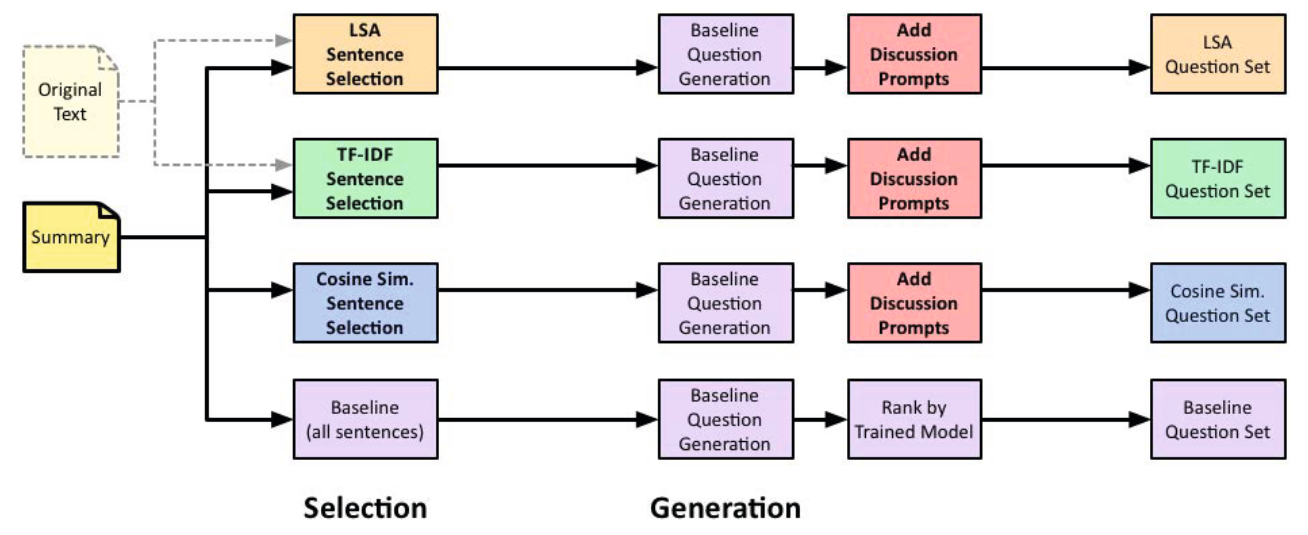 Original
Text
Summary
LSA
Sentence
Selection
Baseline
Question
Generation
Add
Discussion
Prompts
LSA
Question Set
TF-IDF
Sentence
Selection
Baseline
Question
Generation
Add
Discussion
Prompts
TF-IDF
Question Set
Cosine Sim.
Sentence
Selection
Baseline
Question
Generation
Add
Discussion
Prompts
Cosine Sim.
Question Set
Baseline
(all sentences)
Baseline
Question
Generation
Rank by
Trained Model
Baseline
Question Set
Selection
Generation